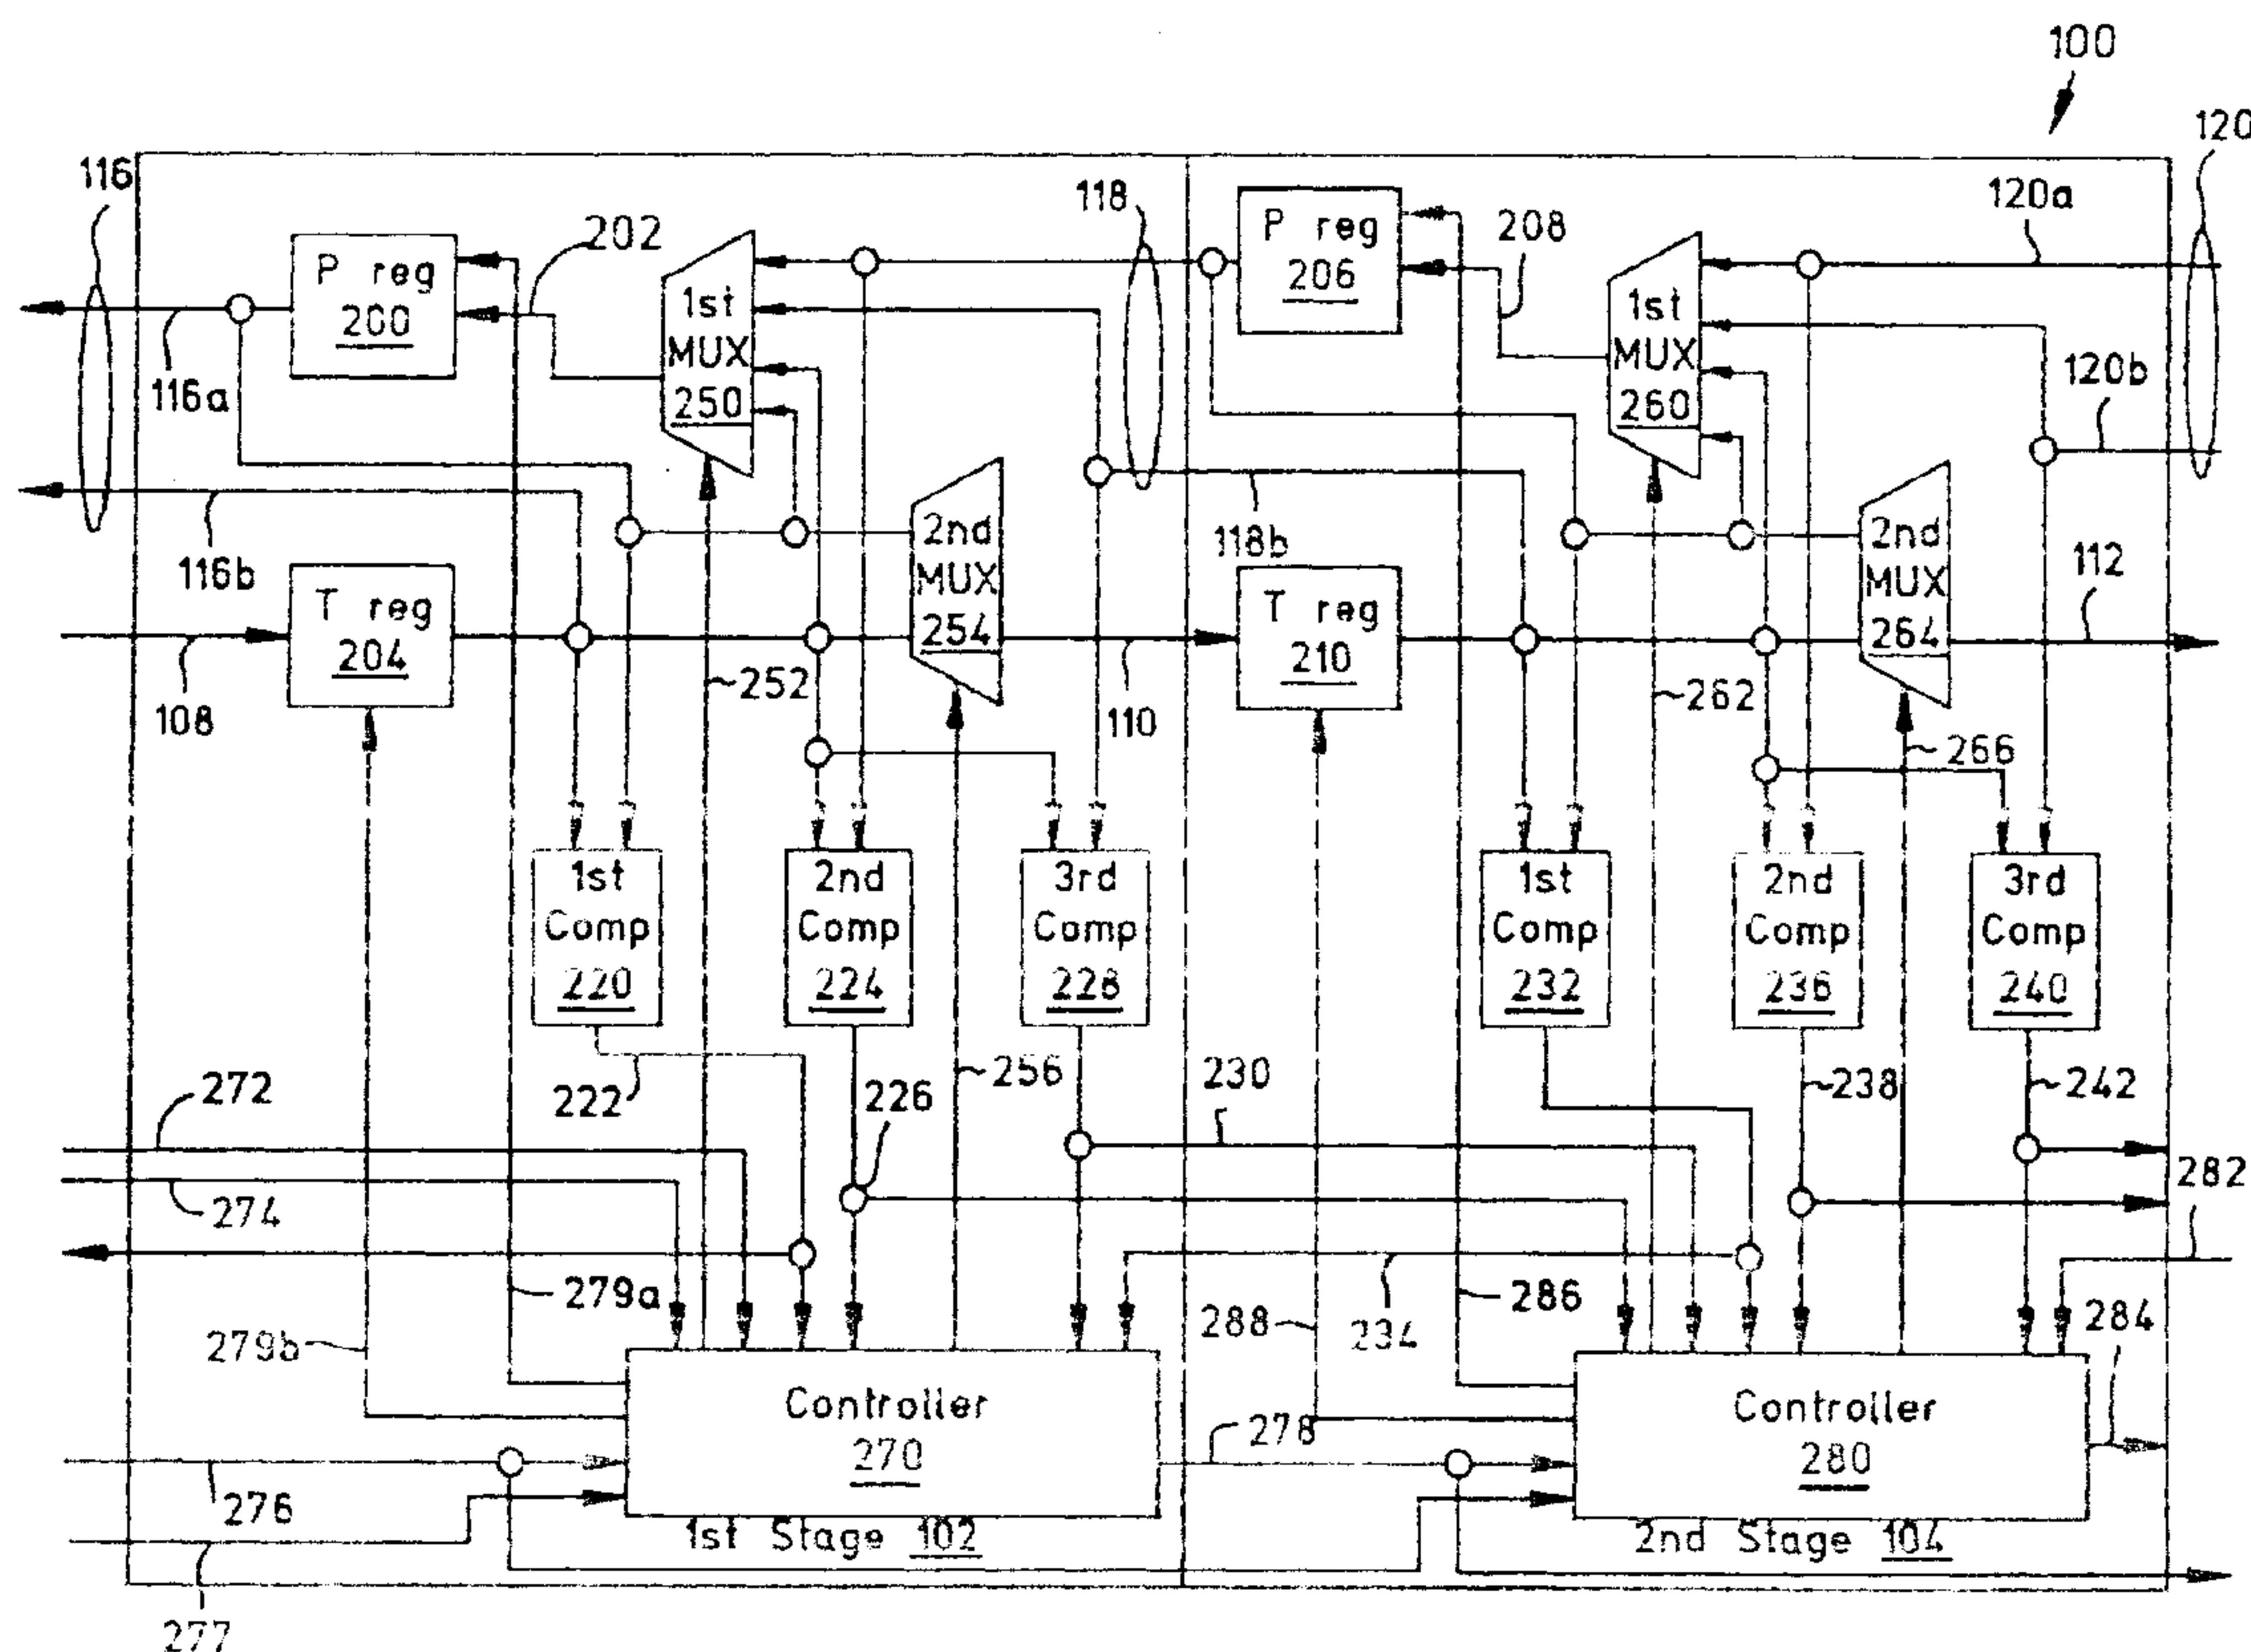 100
120
116
118
120a
P reg
200
202
1st
MUX
250
P reg
206
208
1st
MUX
260
116a
120b
116b
118b
2nd
MUX
254
2nd
MUX
264
112
T reg
204
T reg
210
108
252
110
262
266
1st
Comp
220
2nd
Comp
224
3rd
Comp
228
1st
Comp
232
2nd
Comp
236
3rd
Comp
240
272
222
226
256
230
238
242
274
282
279a
286
279b
288
234
284
Controller
270
278
Controller
280
276
1st Stage 102
2nd Stage 104
277